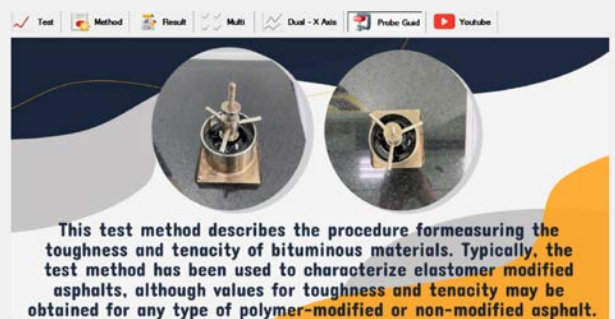 Test Method Result Multi Dual - X Axis Probe Guid Youtube
This test method describes the procedure formeasuring the
toughness and tenacity of bituminous materials. Typically, the
test method has been used to characterize elastomer modified
asphalts, although values for toughness and tenacity may be
obtained for any type of polymer-modified or non-modified asphalt.